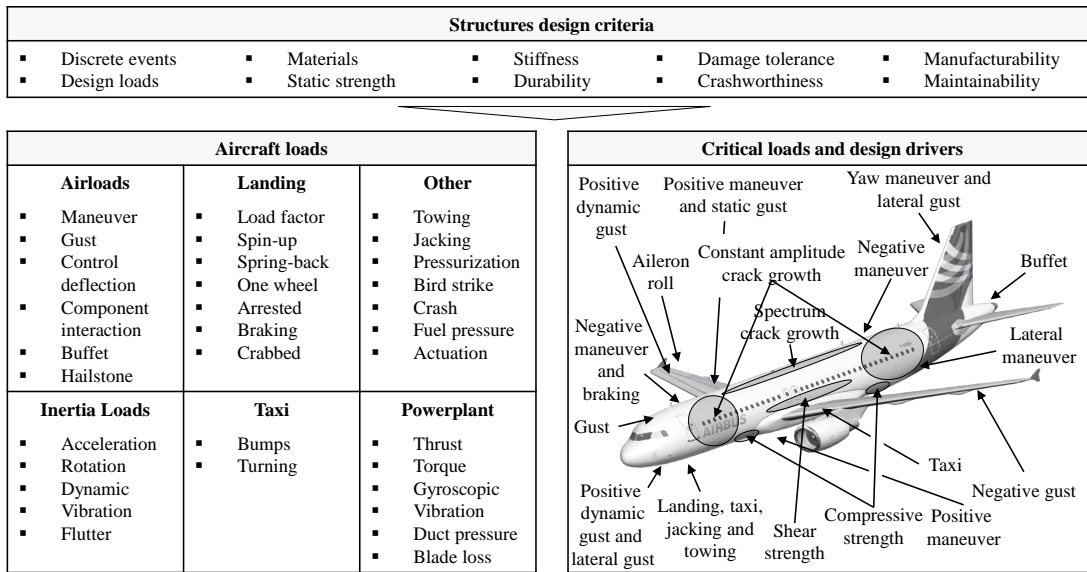 Structures design criteria
▪ Discrete events
▪ Design loads
▪ Materials
▪ Static strength
▪ Stiffness
▪ Durability
▪ Damage tolerance
▪ Crashworthiness
▪ Manufacturability
▪ Maintainability
Aircraft loads
Airloads
▪ Maneuver
▪ Gust
▪ Control
deflection
▪ Component
interaction
▪ Buffet
▪ Hailstone
Landing
▪ Load factor
▪ Spin-up
▪ Spring-back
▪ One wheel
▪ Arrested
▪ Braking
▪ Crabbed
Other
▪ Towing
▪ Jacking
▪ Pressurization
▪ Bird strike
▪ Crash
▪ Fuel pressure
▪ Actuation
Inertia Loads
▪ Acceleration
▪ Rotation
▪ Dynamic
▪ Vibration
▪ Flutter
Taxi
▪ Bumps
▪ Turning
Powerplant
▪ Thrust
▪ Torque
▪ Gyroscopic
▪ Vibration
▪ Duct pressure
▪ Blade loss
Critical loads and design drivers
Positive
dynamic
gust
Positive maneuver
and static gust
Yaw maneuver and
lateral gust
Aileron
roll
Constant amplitude
crack growth
Negative
maneuver
Buffet
Negative
maneuver
and
braking
Spectrum
crack growth
Lateral
maneuver
Gust
AIRBUS
Taxi
Negative gust
Positive
dynamic
gust and
lateral gust
Landing, taxi,
jacking and
towing
Shear
strength
Compressive
strength
Positive
maneuver